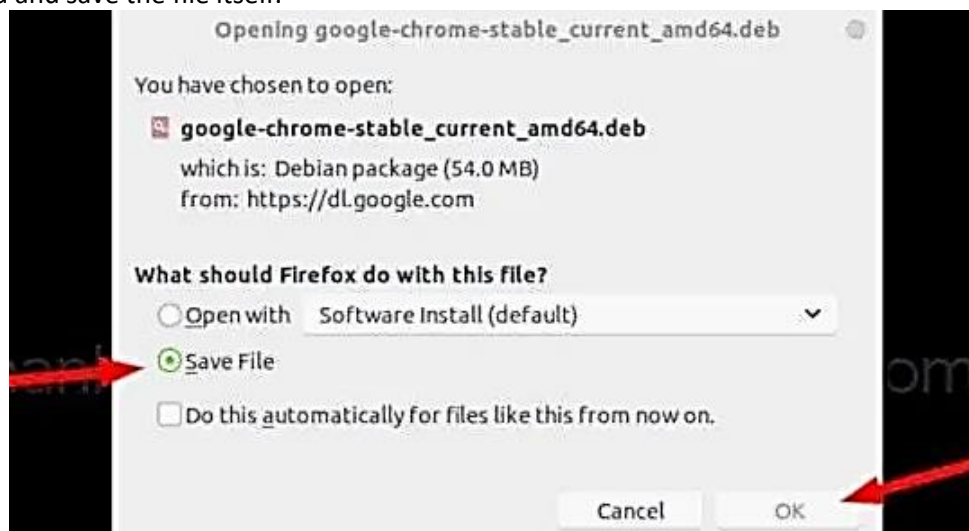 and save the file itself.
Opening google-chrome-stable_current_amd64.deb
You have chosen to open:
google-chrome-stable_current_amd64.deb
which is: Debian package (54.0 MB)
from: https://dl.google.com
What should Firefox do with this file?
Open with Software Install (default)
Save File
Do this automatically for files like this from now on.
Cancel OK